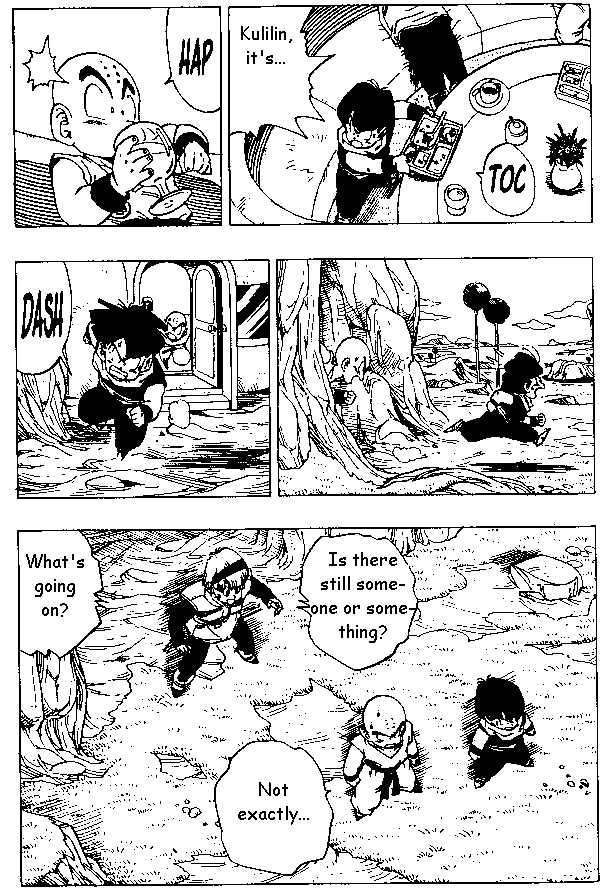 HAP
Kulilin,
it's...
TOC
DASH
What's
going
on?
Is there
still some-
one or some-
thing?
Not
exactly...